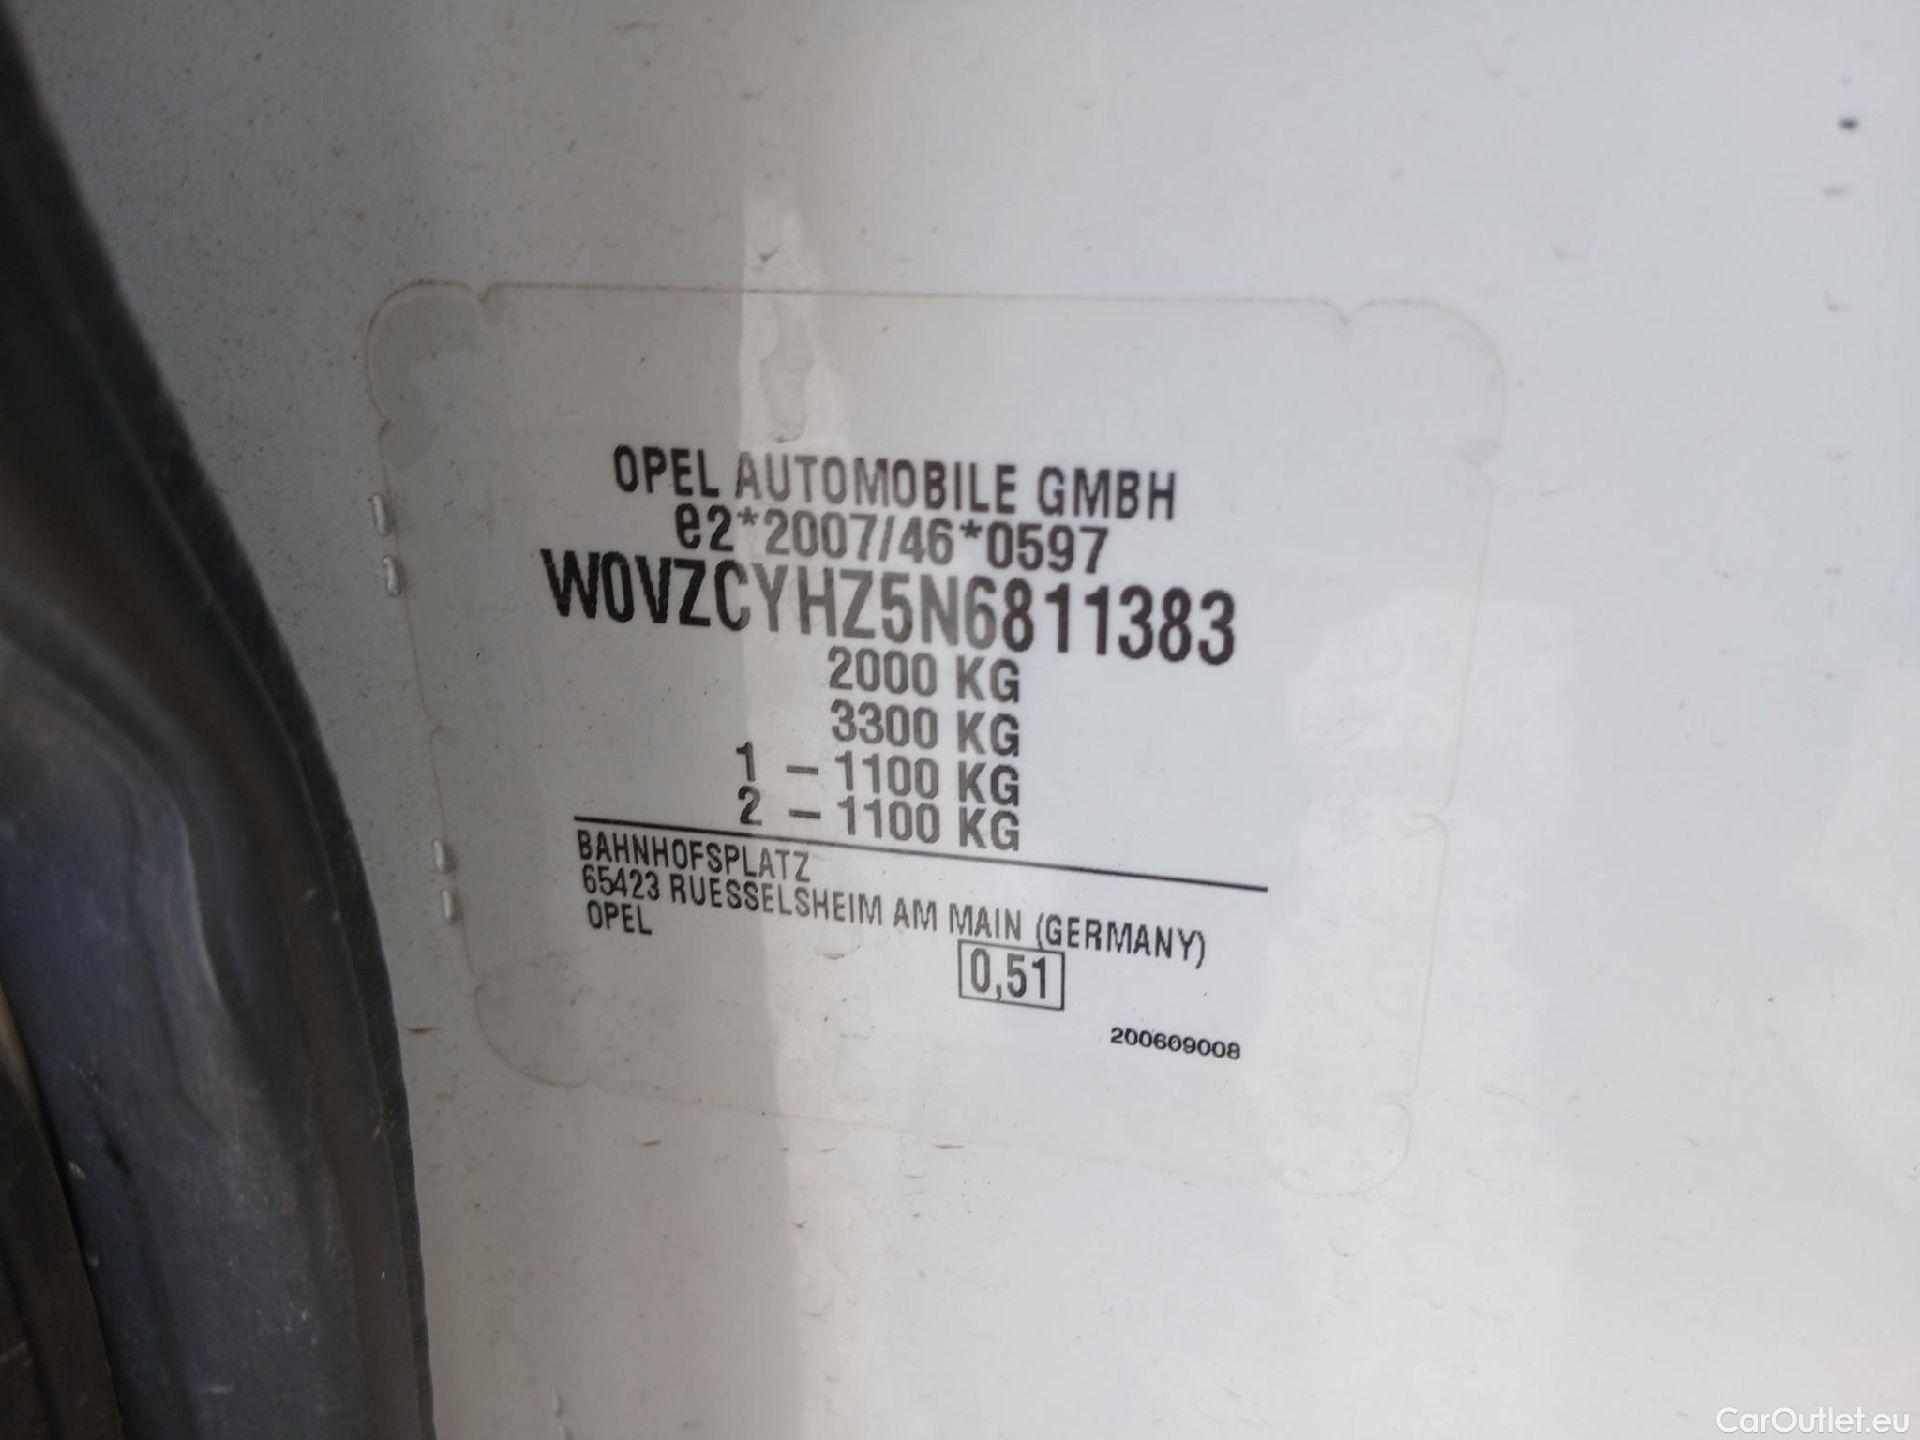 OPEL AUTOMOBILE GMBH
e2*2007/46*0597
W0VZCYHZ5N6811383
2000 KG
3300 KG
1 - 1100 KG
2 - 1100 KG
BAHNHOFSPLATZ
65423 RUESSELSHEIM AM MAIN (GERMANY)
OPEL
0,51
200609008
CarOutlet.eu